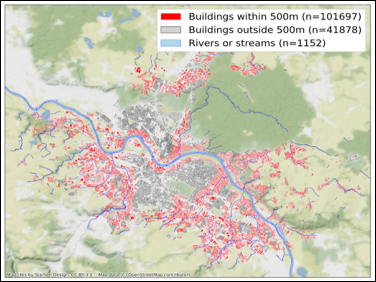 Buildings within 500m (n=101697)
Buildings outside 500m (n=41878)
Rivers or streams (n=1152)
Map tiles by Stamen Design, CC BY 3.0 -- Map data (C) OpenStreetMap contributors